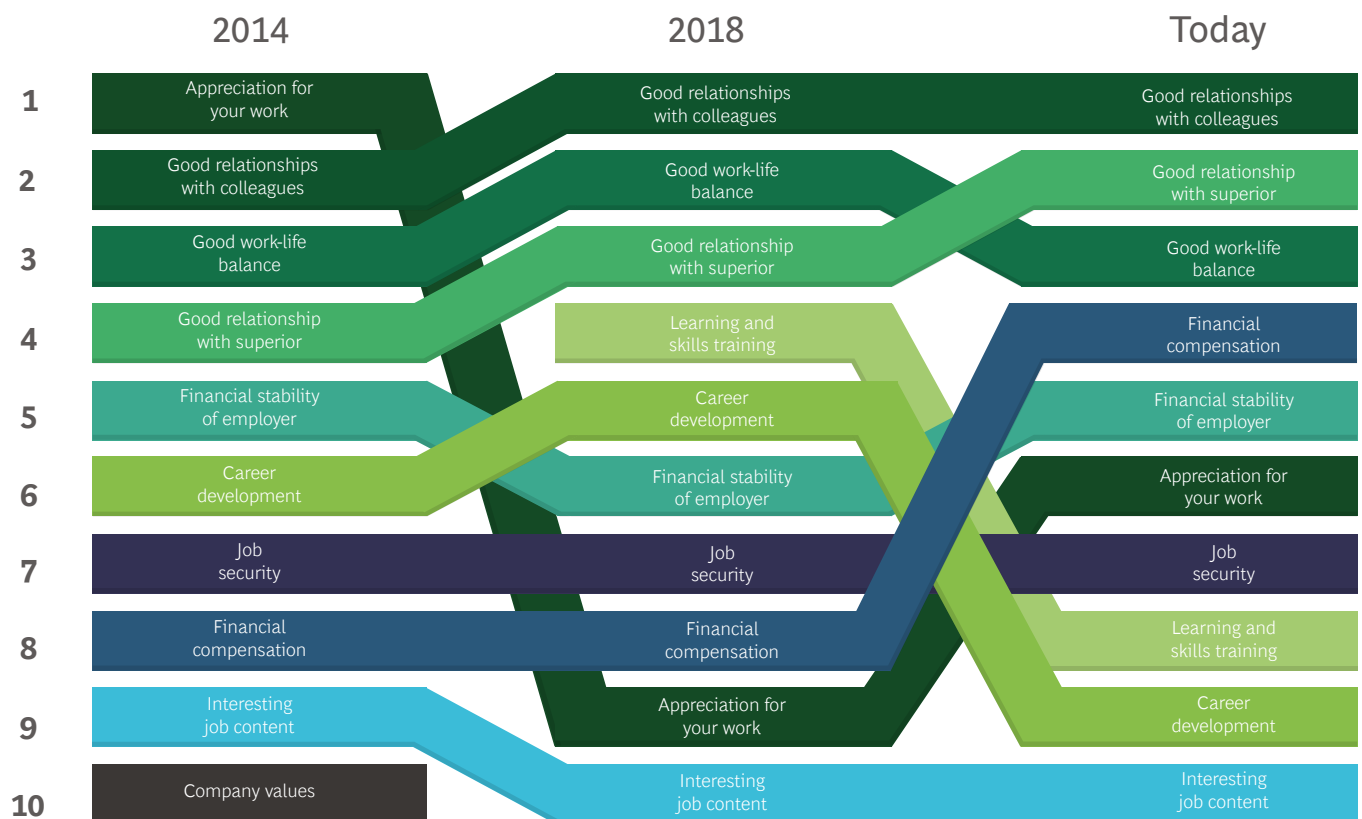 2014
2018
Today
1
Appreciation for
your work
Good relationships
with colleagues
Good relationships
with colleagues
2
Good relationships
with colleagues
Good work-life
balance
Good relationship
with superior
3
Good work-life
balance
Good relationship
with superior
Good work-life
balance
4
Good relationship
with superior
Learning and
skills training
Financial
compensation
5
Financial stability
of employer
Career
development
Financial stability
of employer
6
Career
development
Financial stability
of employer
Appreciation for
your work
7
Job
security
Job
security
Job
security
8
Financial
compensation
Financial
compensation
Learning and
skills training
9
Interesting
job content
Appreciation for
your work
Career
development
10
Company values
Interesting
job content
Interesting
job content